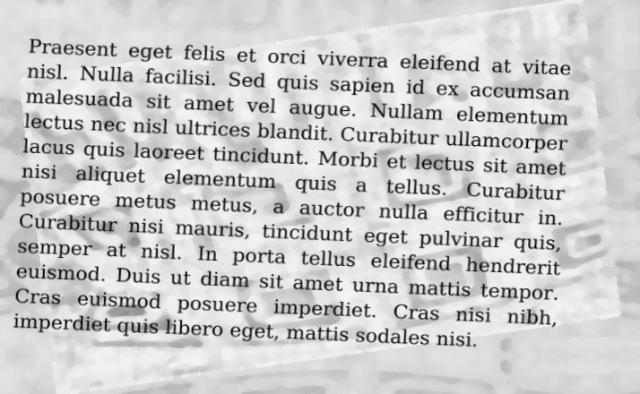 Praesent eget felis et orci viverra eleifend at vitae
nisl. Nulla facilisi. Sed quis sapien id ex accumsan
malesuada sit amet vel augue. Nullam elementum
lectus nec nisl ultrices blandit. Curabitur ullamcorper
lacus quis laoreet tincidunt. Morbi et lectus sit amet
nisi aliquet elementum quis a tellus. Curabitur
posuere metus metus, a auctor nulla efficitur in.
Curabitur nisi mauris, tincidunt eget pulvinar quis,
semper at nisl. In porta tellus eleifend hendrerit
euismod. Duis ut diam sit amet urna mattis tempor.
Cras euismod posuere imperdiet. Cras nisi nibh,
imperdiet quis libero eget, mattis sodales nisi.